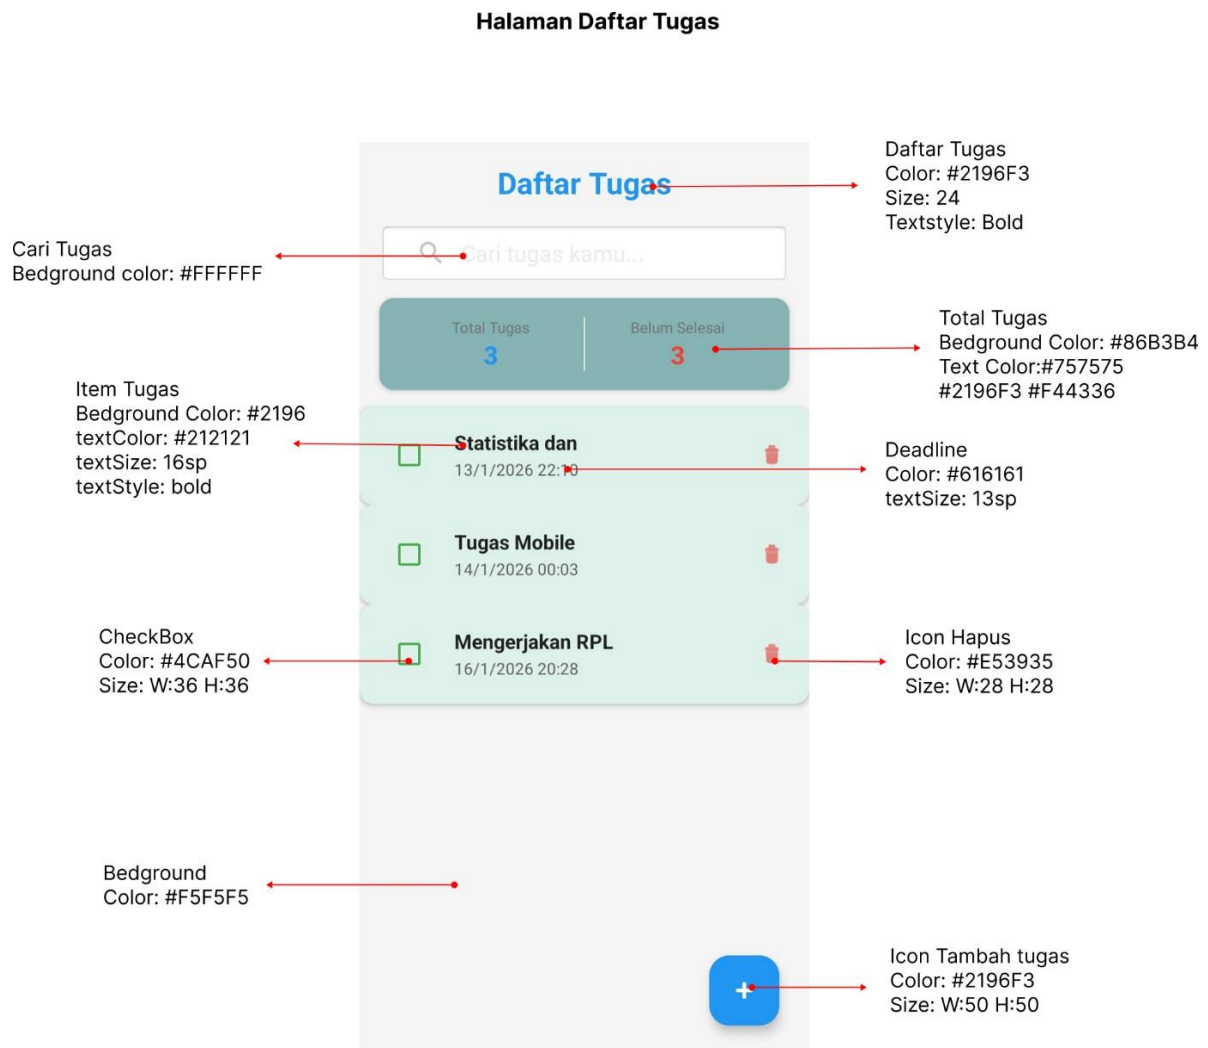 Halaman Daftar Tugas
Daftar Tugas
Color: #2196F3
Size: 24
Textstyle: Bold
Daftar Tugas
Cari Tugas
Bedground color: #FFFFFF
Cari tugas kamu...
Total Tugas
3
Belum Selesai
3
Total Tugas
Bedground Color: #86B3B4
Text Color:#757575
#2196F3 #F44336
Item Tugas
Bedground Color: #2196
textColor: #212121
textSize: 16sp
textStyle: bold
Statistika dan
13/1/2026 22:10
Deadline
Color: #616161
textSize: 13sp
Tugas Mobile
14/1/2026 00:03
CheckBox
Color: #4CAF50
Size: W:36 H:36
Mengerjakan RPL
16/1/2026 20:28
Icon Hapus
Color: #E53935
Size: W:28 H:28
Bedground
Color: #F5F5F5
+
Icon Tambah tugas
Color: #2196F3
Size: W:50 H:50